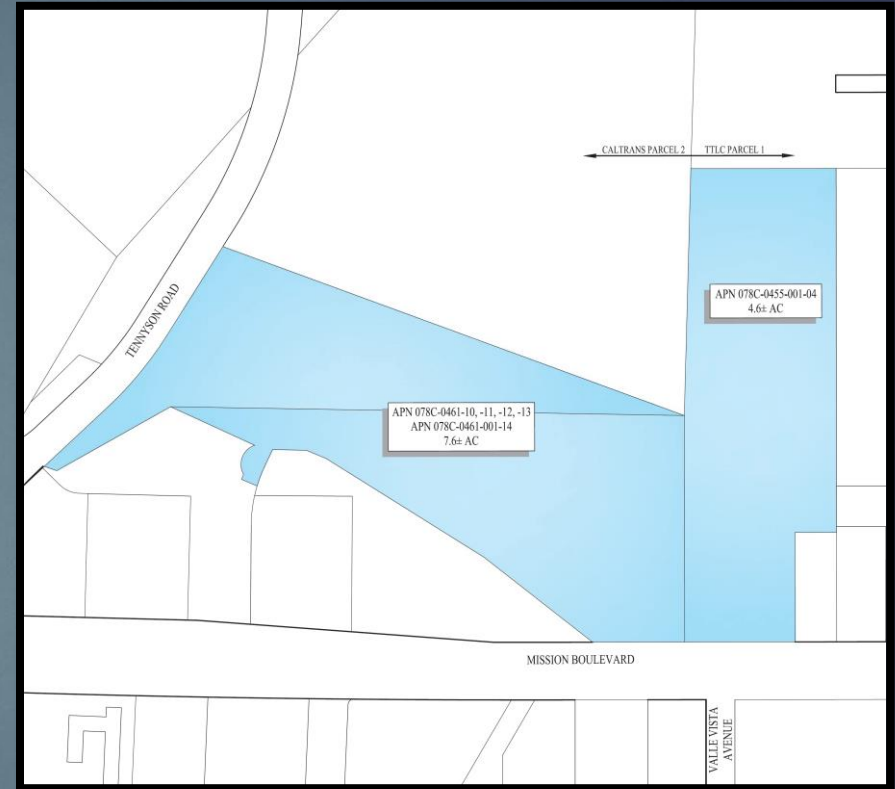 CALTRANS PARCEL 2
TTLC PARCEL 1
TENNYSON ROAD
APN 078C-0455-001-04
4.6± AC
APN 078C-0461-10, -11, -12, -13
APN 078C-0461-001-14
7.6± AC
MISSION BOULEVARD
VALLE VISTA
AVENUE